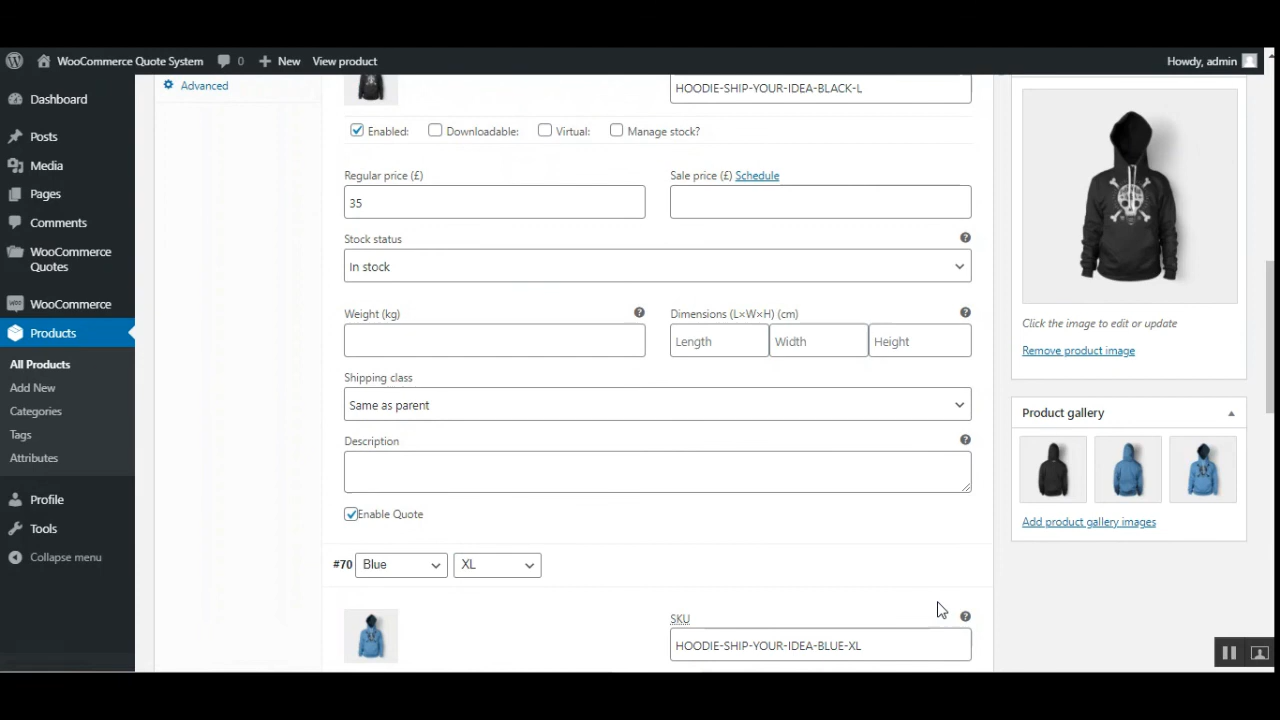 WooCommerce Quote System 0 New View product Howdy, admin
Dashboard
Posts
Media
Pages
Comments
WooCommerce
Quotes
WooCommerce
Products
All Products
Add New
Categories
Tags
Attributes
Profile
Tools
Collapse menu
Advanced
HOODIE-SHIP-YOUR-IDEA-BLACK-L
Enabled: Downloadable: Virtual: Manage stock?
Regular price (£) Sale price (£) Schedule
35
Stock status
In stock
Weight (kg) Dimensions (L×W×H) (cm)
Length Width Height
Shipping class
Same as parent
Description
Enable Quote
#70 Blue XL
SKU
HOODIE-SHIP-YOUR-IDEA-BLUE-XL
Click the image to edit or update
Remove product image
Product gallery
Add product gallery images